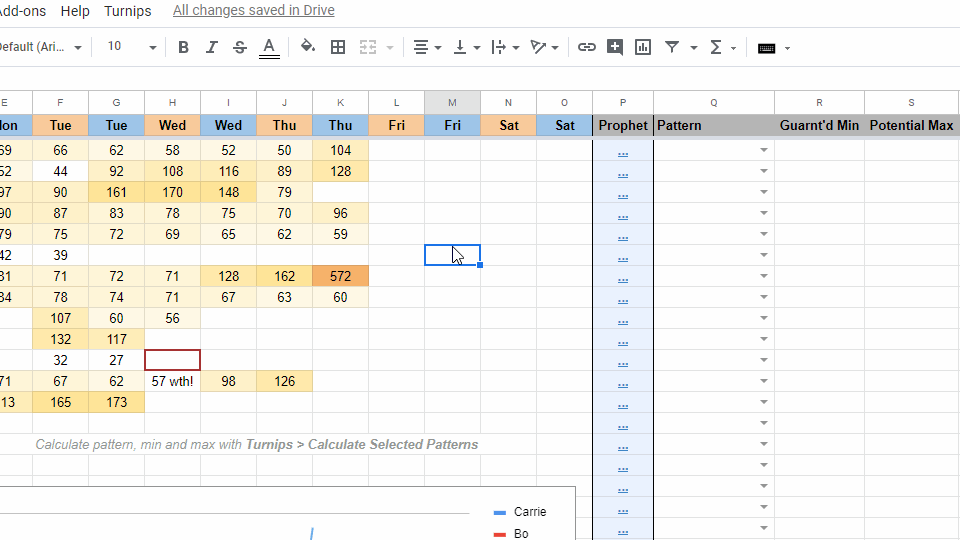 Add-ons Help Turnips All changes saved in Drive
Default (Ari... 10 B I S A
E F G H I J K L M N O P Q R S
Mon Tue Tue Wed Wed Thu Thu Fri Fri Sat Sat Prophet Pattern Guarnt'd Min Potential Max
69 66 62 58 52 50 104 ...
52 44 92 108 116 89 128 ...
97 90 161 170 148 79 ...
90 87 83 78 75 70 96 ...
79 75 72 69 65 62 59 ...
42 39 ...
81 71 72 71 128 162 572 ...
84 78 74 71 67 63 60 ...
107 60 56 ...
132 117 ...
32 27 ...
71 67 62 57 wth! 98 126 ...
13 165 173 ...
...
Calculate pattern, min and max with Turnips > Calculate Selected Patterns ...
...
...
Carrie ...
Bo ...